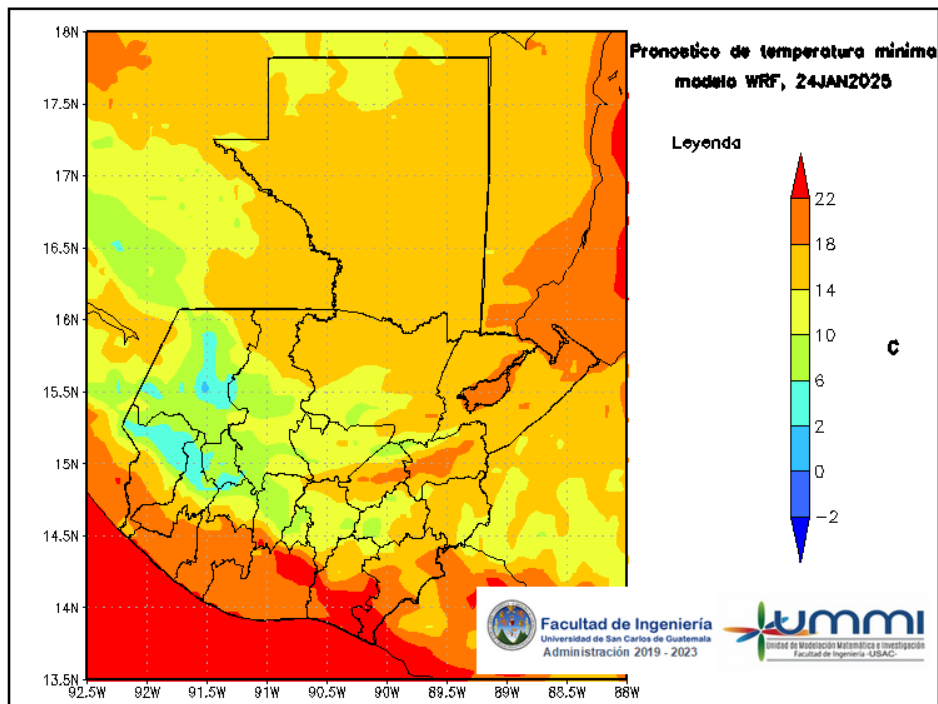 Pronostico de temperatura minima
modelo WRF, 24JAN2025
Leyenda
22
18
14
10
6
2
0
−2
C
18N
17.5N
17N
16.5N
16N
15.5N
15N
14.5N
14N
13.5N
92.5W
92W
91.5W
91W
90.5W
90W
89.5W
89W
88.5W
88W
Facultad de Ingeniería
Universidad de San Carlos de Guatemala
Administración 2019 - 2023
UMMI
Unidad de Modelación Matemática e Investigación
Facultad de Ingeniería -USAC-